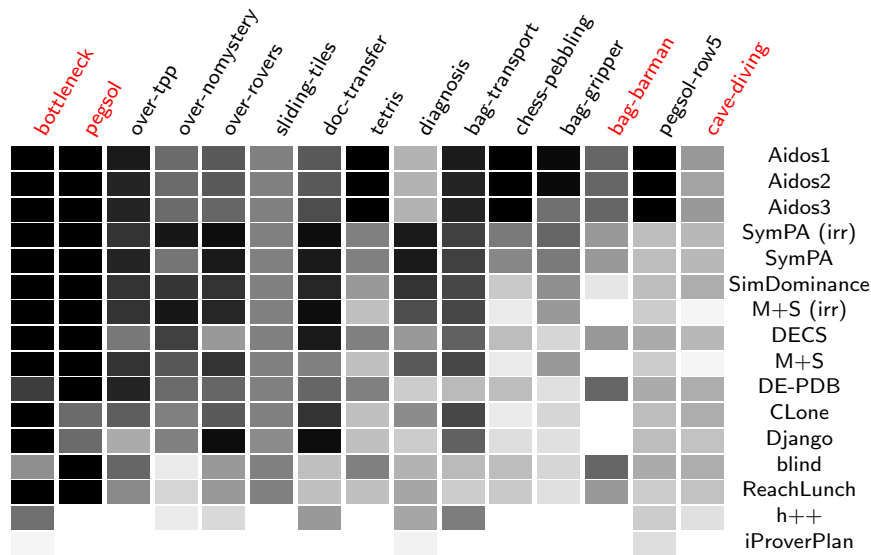 bottleneck
pegsol
over-tpp
over-nomystery
over-rovers
sliding-tiles
doc-transfer
tetris
diagnosis
bag-transport
chess-pebbling
bag-gripper
bag-barman
pegsol-row5
cave-diving
Aidos1
Aidos2
Aidos3
SymPA (irr)
SymPA
SimDominance
M+S (irr)
DECS
M+S
DE-PDB
CLone
Django
blind
ReachLunch
h++
iProverPlan